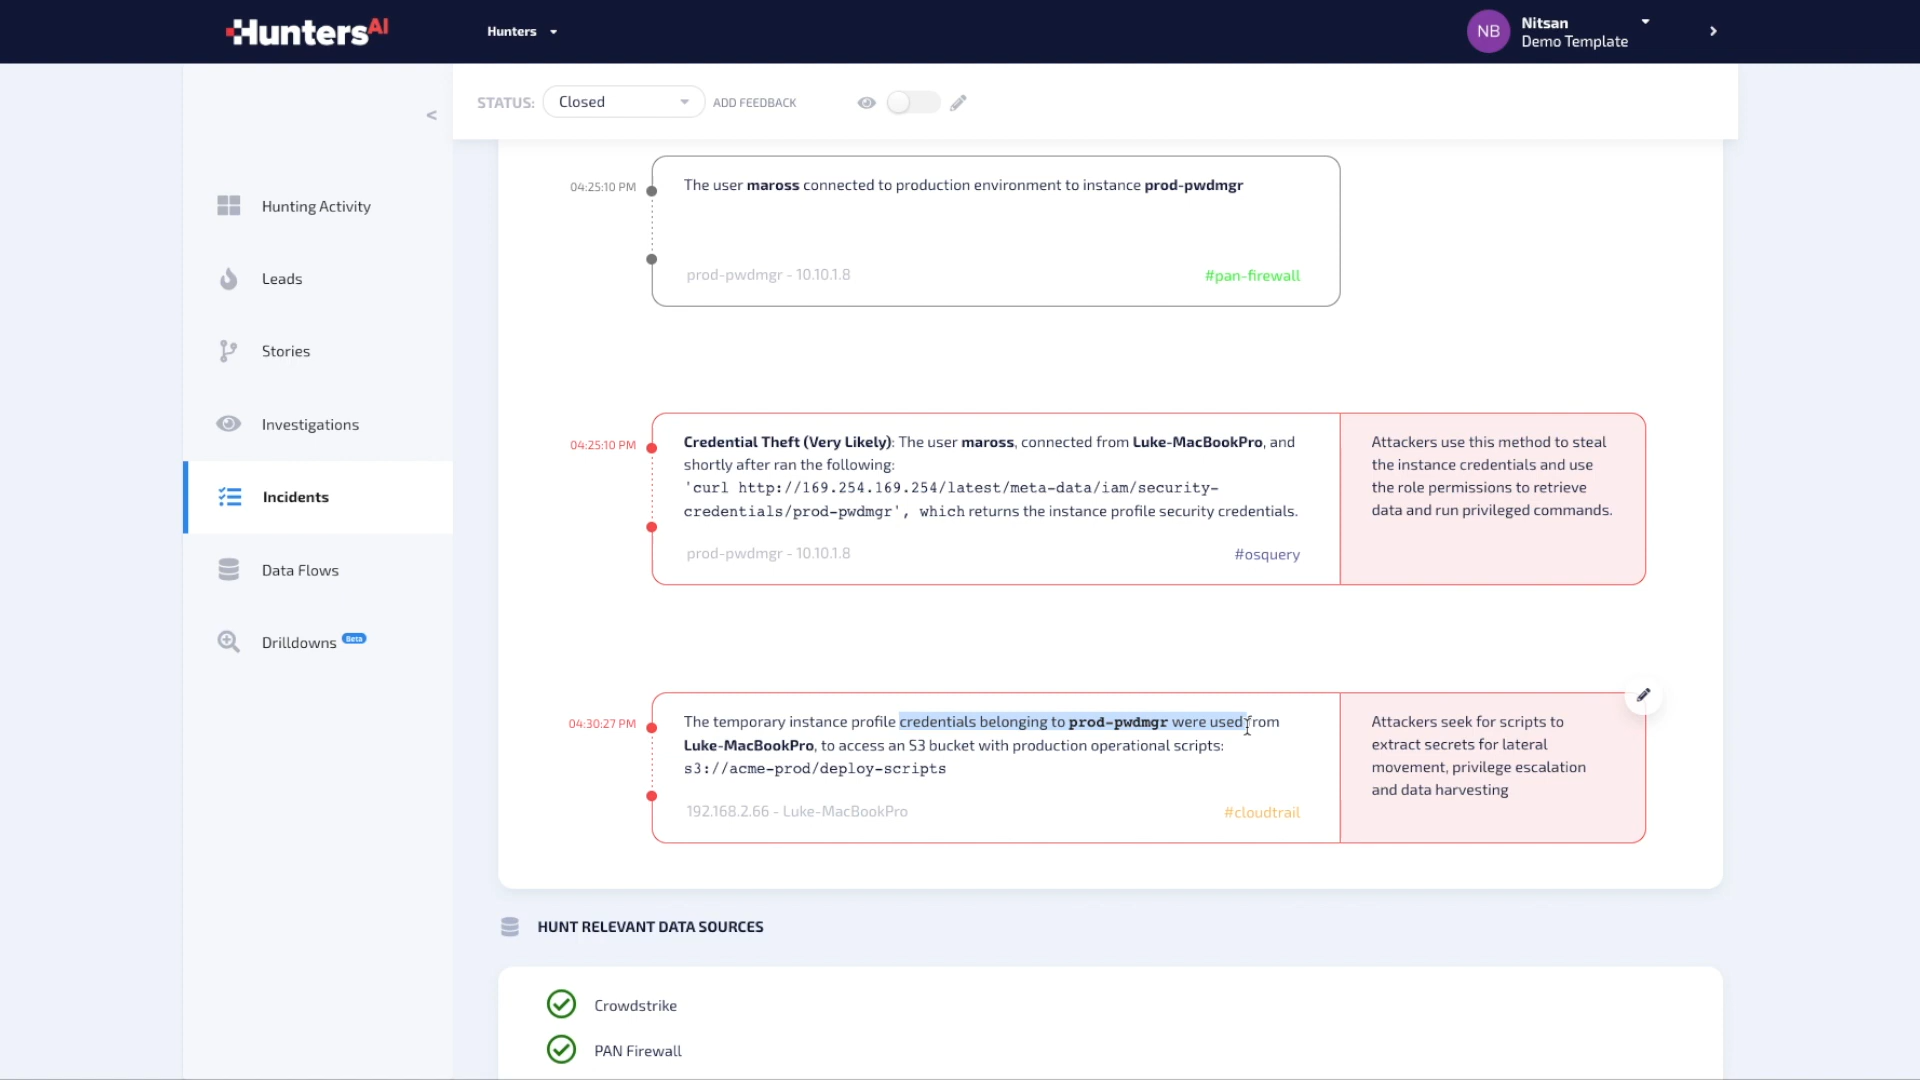 HuntersAI
Hunters
NB
Nitsan
Demo Template
<
STATUS:
Closed
ADD FEEDBACK
Hunting Activity
Leads
Stories
Investigations
Incidents
Data Flows
Drilldowns Beta
04:25:10 PM
The user maross connected to production environment to instance prod-pwdmgr
prod-pwdmgr - 10.10.1.8
#pan-firewall
04:25:10 PM
Credential Theft (Very Likely): The user maross, connected from Luke-MacBookPro, and
shortly after ran the following:
'curl http://169.254.169.254/latest/meta-data/iam/security-
credentials/prod-pwdmgr', which returns the instance profile security credentials.
prod-pwdmgr - 10.10.1.8
#osquery
Attackers use this method to steal
the instance credentials and use
the role permissions to retrieve
data and run privileged commands.
04:30:27 PM
The temporary instance profile credentials belonging to prod-pwdmgr were used from
Luke-MacBookPro, to access an S3 bucket with production operational scripts:
s3://acme-prod/deploy-scripts
192.168.2.66 - Luke-MacBookPro
#cloudtrail
Attackers seek for scripts to
extract secrets for lateral
movement, privilege escalation
and data harvesting
HUNT RELEVANT DATA SOURCES
Crowdstrike
PAN Firewall